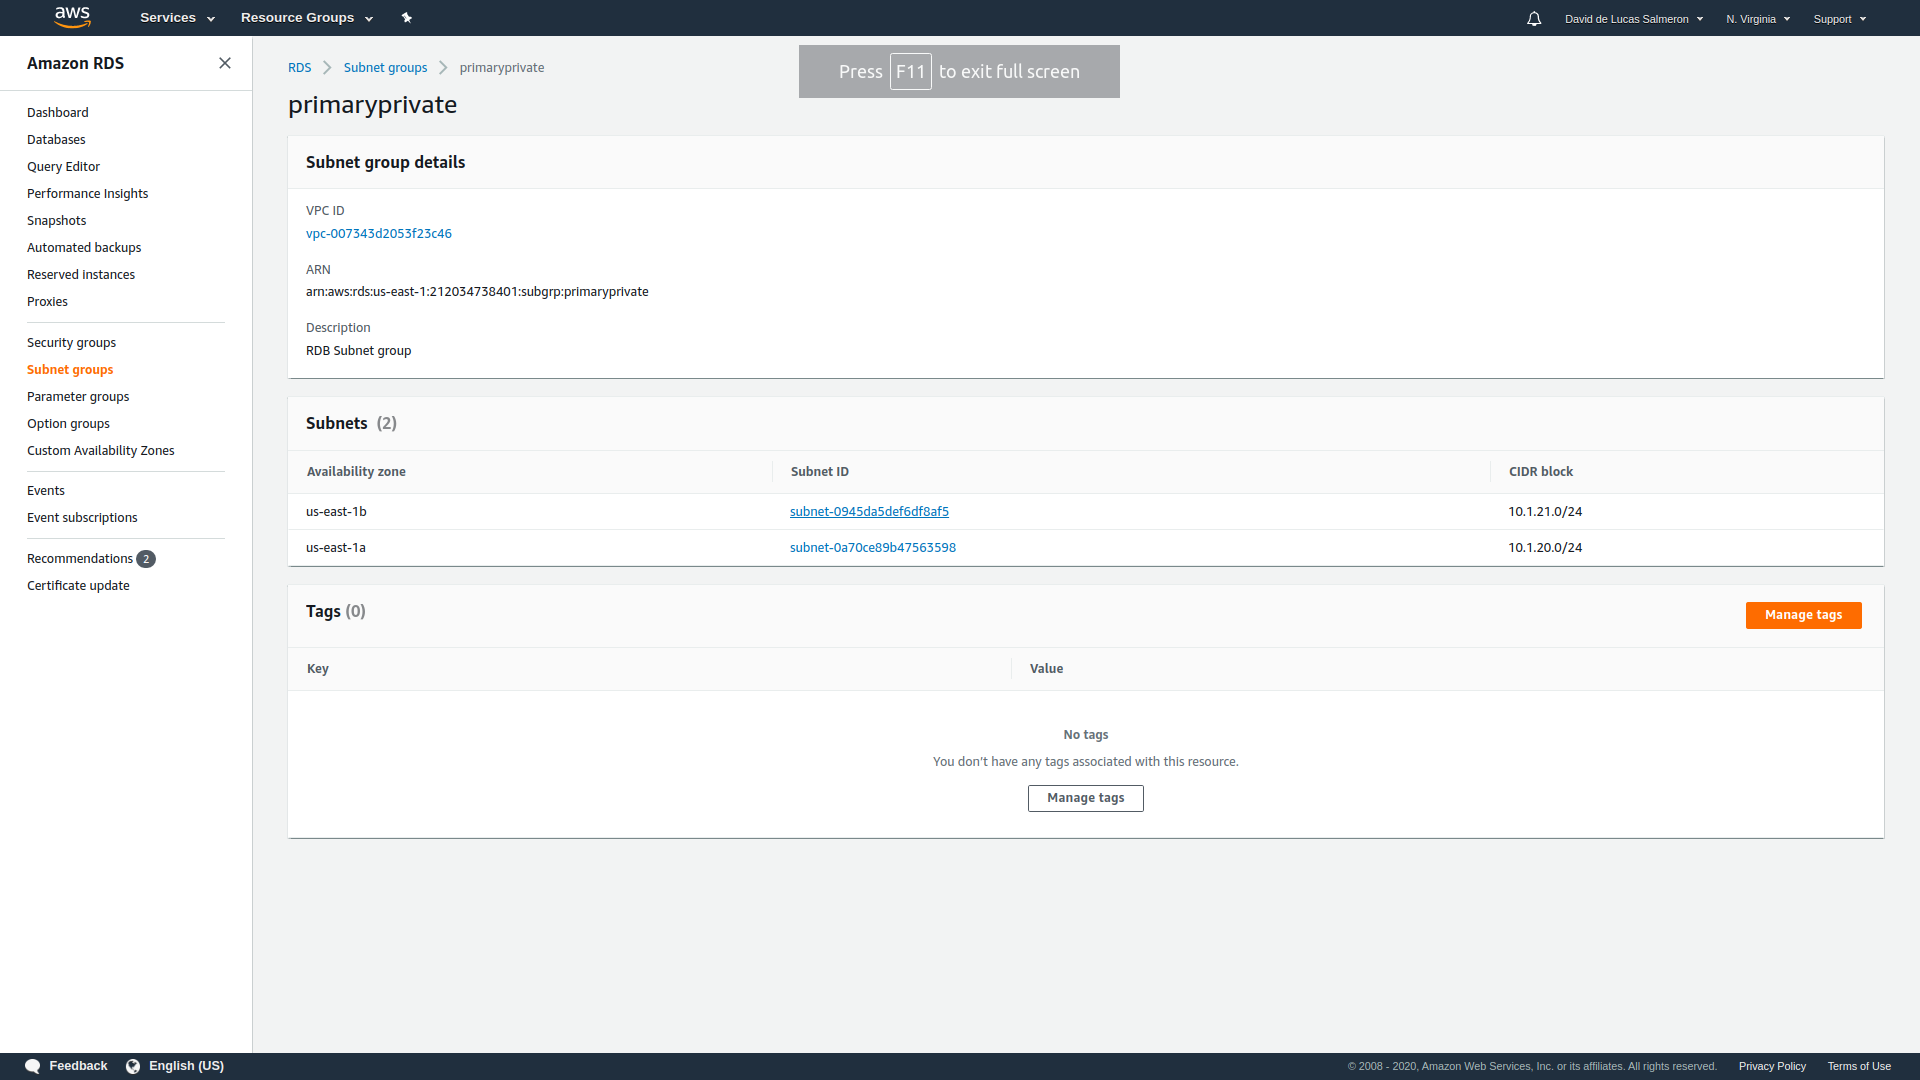 aws Services Resource Groups David de Lucas Salmeron N. Virginia Support
Amazon RDS
Dashboard
Databases
Query Editor
Performance Insights
Snapshots
Automated backups
Reserved instances
Proxies
Security groups
Subnet groups
Parameter groups
Option groups
Custom Availability Zones
Events
Event subscriptions
Recommendations 2
Certificate update
RDS Subnet groups primaryprivate
Press F11 to exit full screen
primaryprivate
Subnet group details
VPC ID
vpc-007343d2053f23c46
ARN
arn:aws:rds:us-east-1:212034738401:subgrp:primaryprivate
Description
RDB Subnet group
Subnets (2)
Availability zone Subnet ID CIDR block
us-east-1b subnet-0945da5def6df8af5 10.1.21.0/24
us-east-1a subnet-0a70ce89b47563598 10.1.20.0/24
Tags (0) Manage tags
Key Value
No tags
You don't have any tags associated with this resource.
Manage tags
Feedback English (US) © 2008 - 2020, Amazon Web Services, Inc. or its affiliates. All rights reserved. Privacy Policy Terms of Use